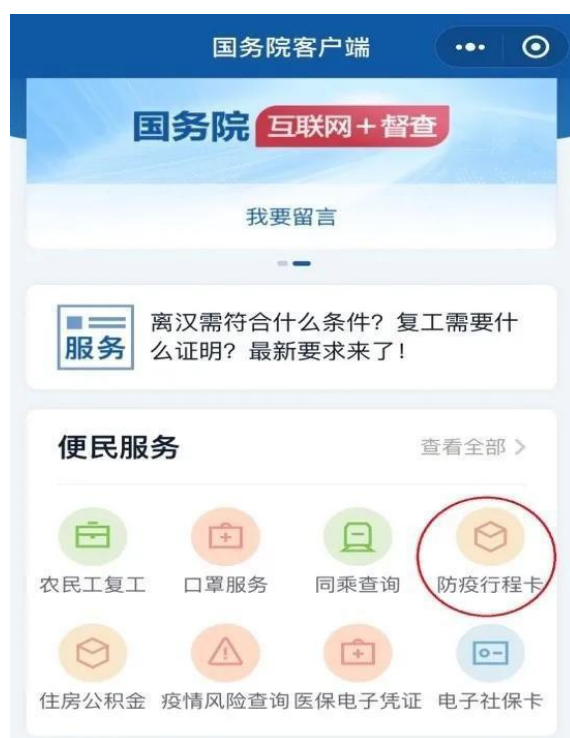 国务院客户端
国务院 互联网+督查
我要留言
服务
离汉需符合什么条件？复工需要什
么证明？最新要求来了！
便民服务 查看全部 >
农民工复工 口罩服务 同乘查询 防疫行程卡
住房公积金 疫情风险查询 医保电子凭证 电子社保卡